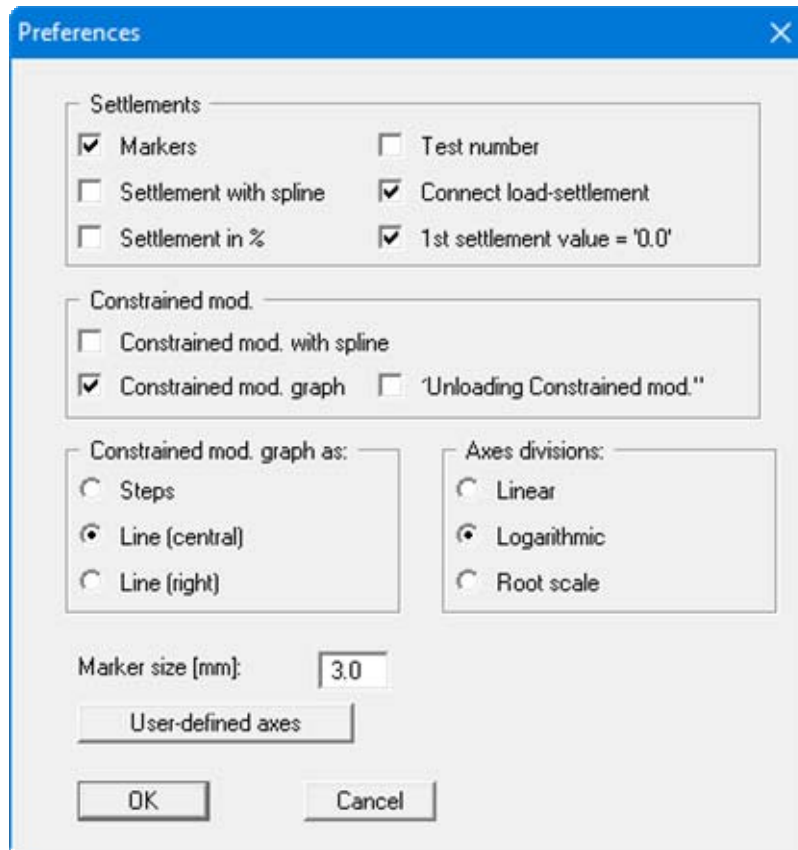 Preferences
Settlements
Markers
Test number
Settlement with spline
Connect load-settlement
Settlement in %
1st settlement value = '0.0'
Constrained mod.
Constrained mod. with spline
Constrained mod. graph
'Unloading Constrained mod."
Constrained mod. graph as:
Steps
Line (central)
Line (right)
Axes divisions:
Linear
Logarithmic
Root scale
Marker size [mm]: 3.0
User-defined axes
OK
Cancel